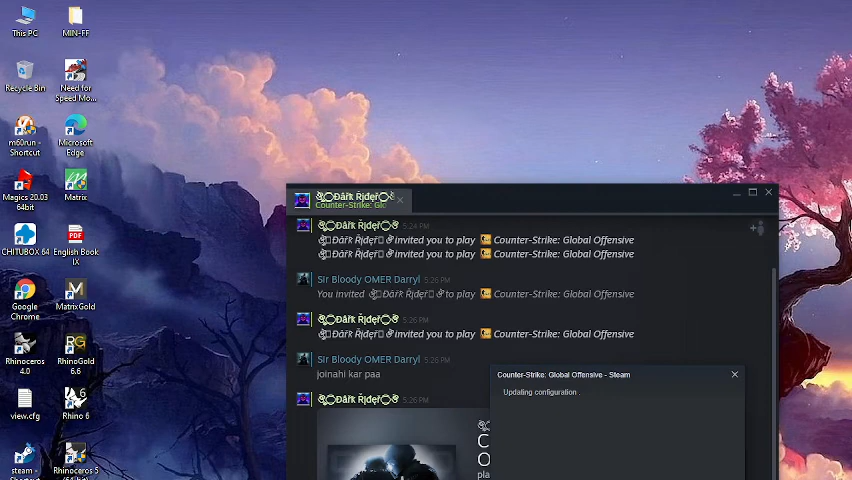 This PC
MIN-FF
Recycle Bin
Need for
Speed Mo...
m60run -
Shortcut
Microsoft
Edge
Magics 20.03
64bit
Matrix
CHITUBOX 64
English Book
IX
Google
Chrome
MatrixGold
Rhinoceros
4.0
RhinoGold
6.6
view.cfg
Rhino 6
steam -
Shortcut
Rhinoceros 5
Counter-Strike: Glo
5:24 PM
invited you to play Counter-Strike: Global Offensive
invited you to play Counter-Strike: Global Offensive
Sir Bloody OMER Darryl 5:26 PM
You invited to play Counter-Strike: Global Offensive
5:26 PM
invited you to play Counter-Strike: Global Offensive
Sir Bloody OMER Darryl 5:26 PM
joinahi kar paa
5:26 PM
Counter-Strike: Global Offensive - Steam
Updating configuration .